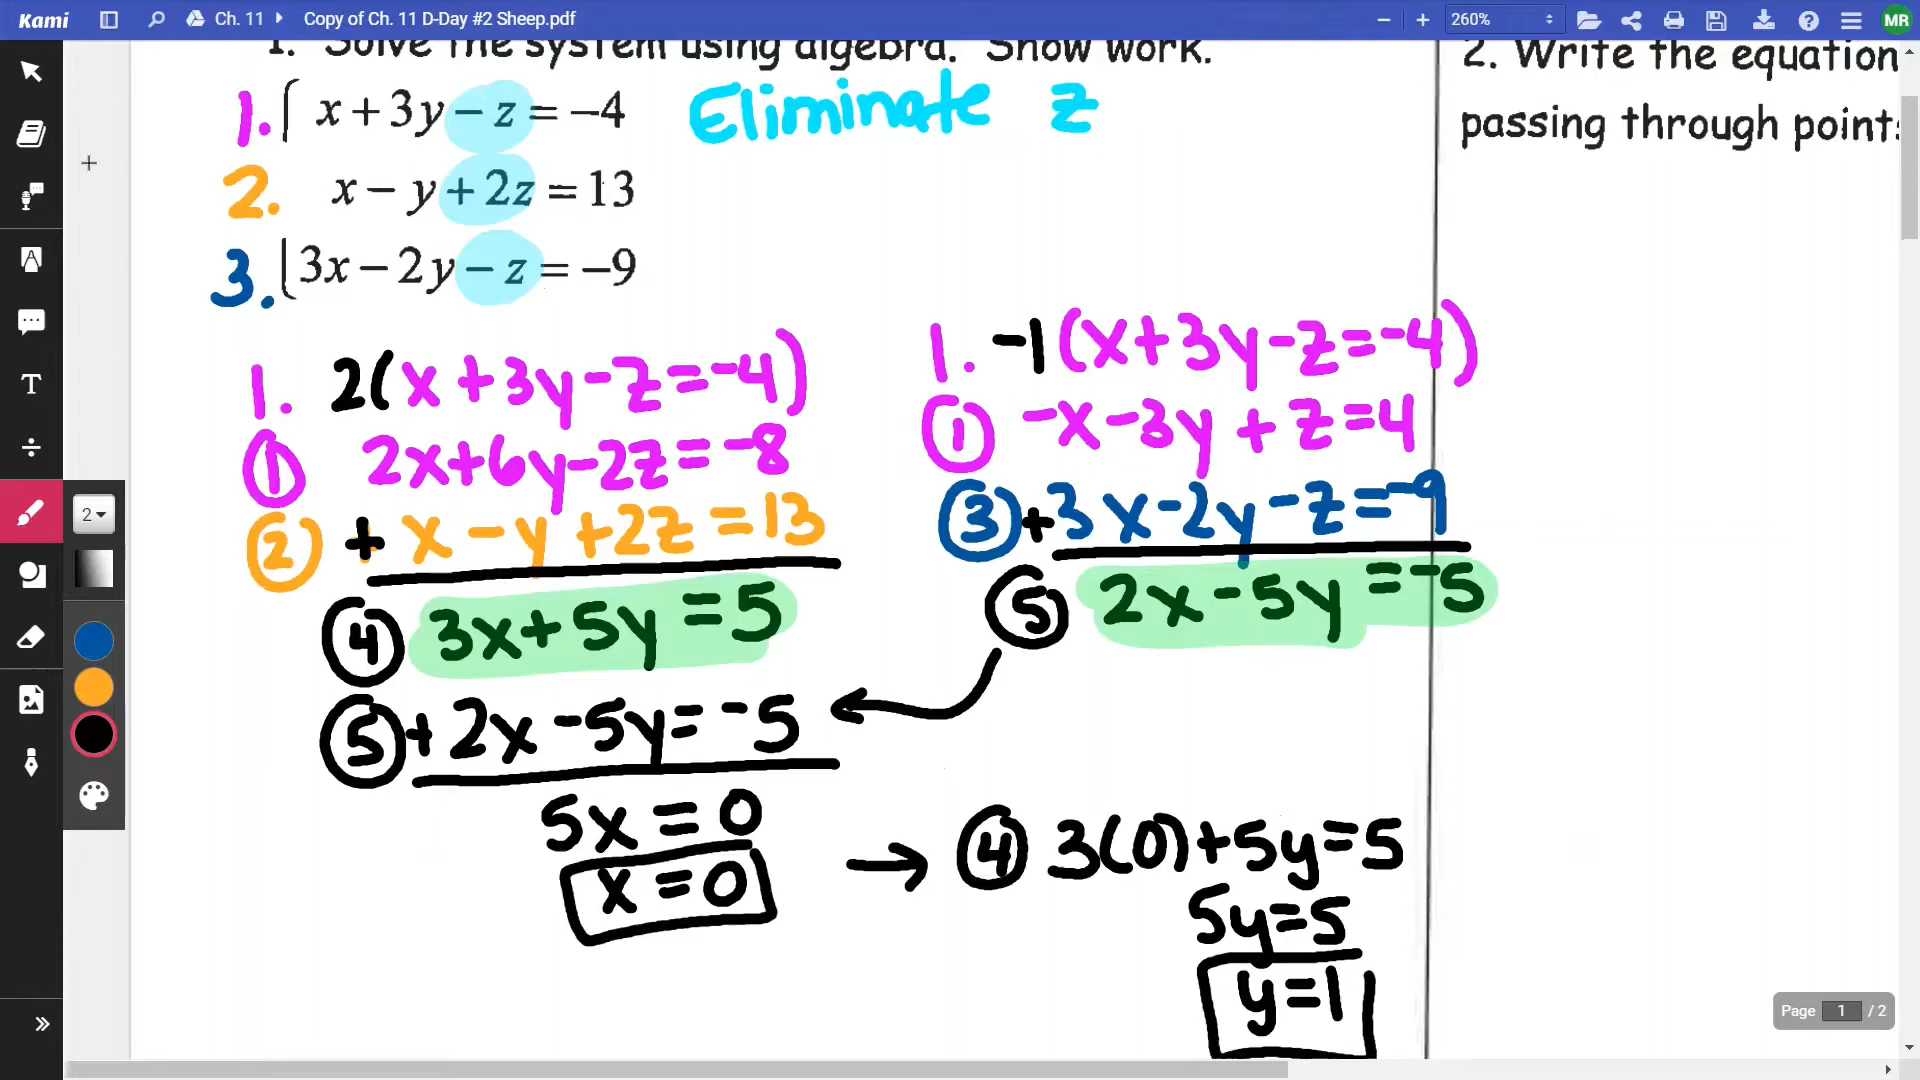 Kami Ch. 11 Copy of Ch. 11 D-Day #2 Sheep.pdf 260% MR
1. Solve the system using algebra. Show work.
1. x + 3y − z = −4 Eliminate z
2. x − y + 2z = 13
3. 3x − 2y − z = −9
1. 2(x+3y-z=-4)
① 2x+6y-2z=-8
② + x-y+2z=13
④ 3x+5y=5
⑤ + 2x-5y=-5
5x=0
x=0
1. -1(x+3y-z=-4)
① -x-3y+z=4
③ +3x-2y-z=-9
⑤ 2x-5y=-5
→ ④ 3(0)+5y=5
5y=5
y=1
2. Write the equation
passing through points
T
2
Page 1 / 2